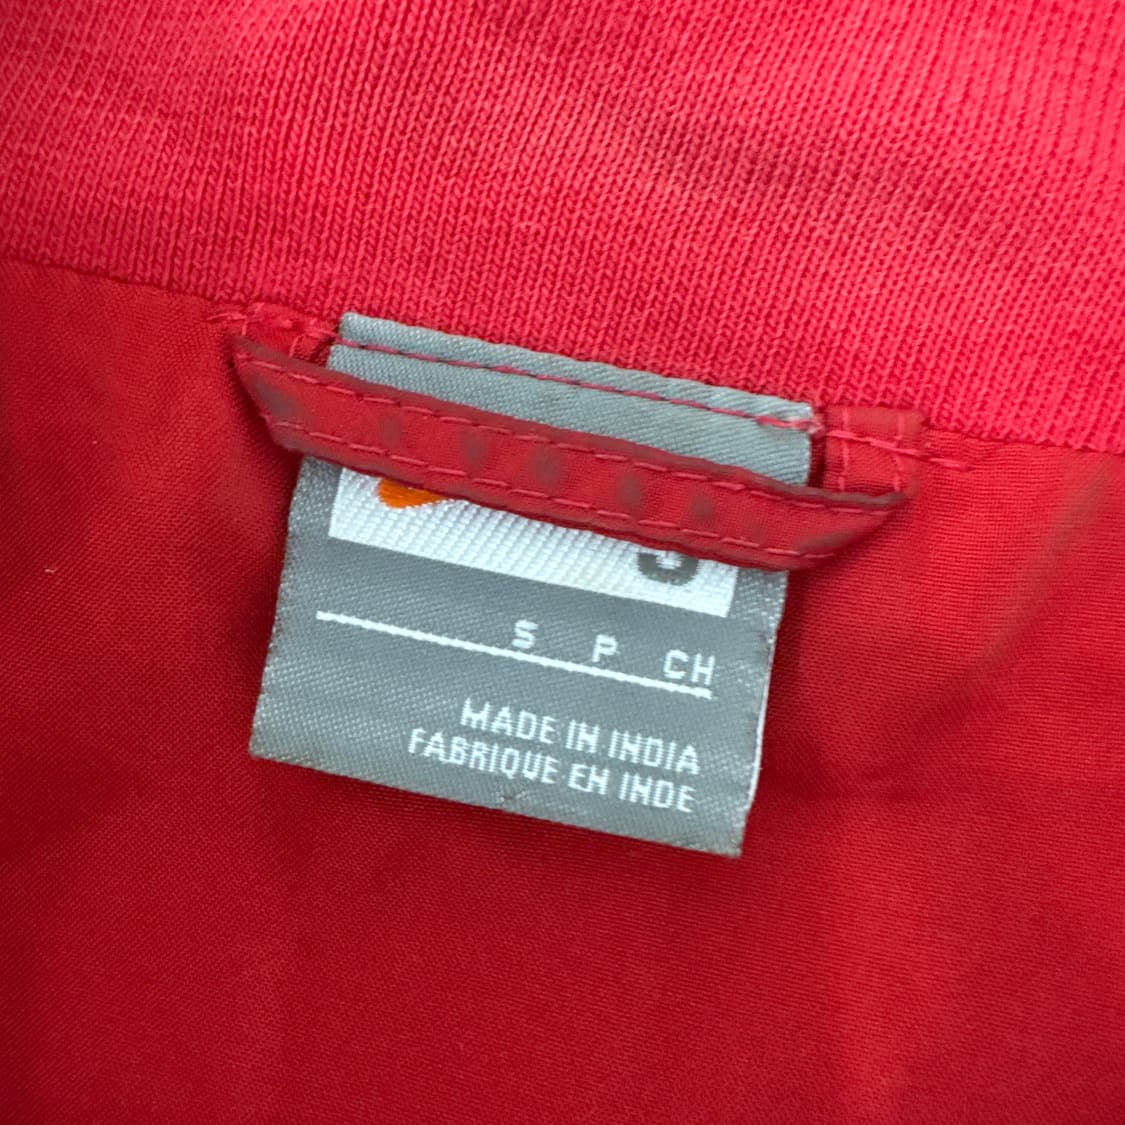 S
S P CH
MADE IN INDIA
FABRIQUE EN INDE